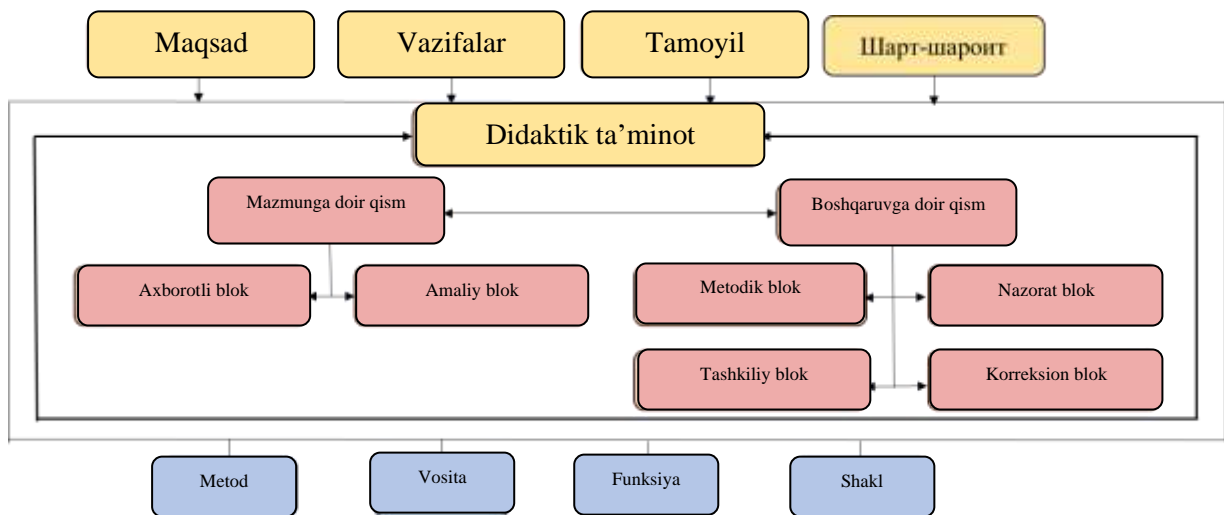 Maqsad
Vazifalar
Tamoyil
Шарт-шароит
Didaktik ta’minot
Mazmunga doir qism
Boshqaruvga doir qism
Axborotli blok
Amaliy blok
Metodik blok
Nazorat blok
Tashkiliy blok
Korreksion blok
Metod
Vosita
Funksiya
Shakl